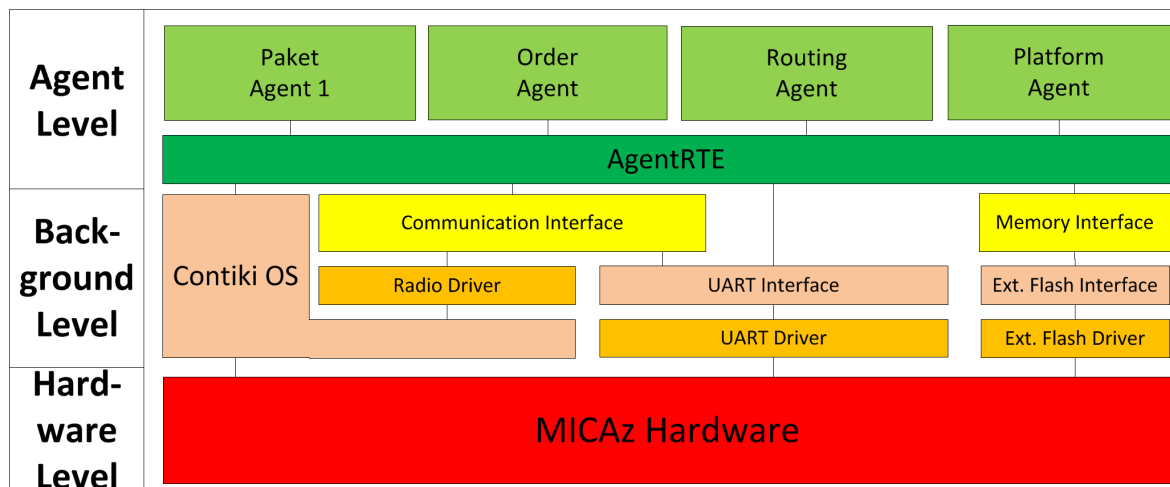 Agent
Level
Paket
Agent 1
Order
Agent
Routing
Agent
Platform
Agent
AgentRTE
Back-
ground
Level
Contiki OS
Communication Interface
Memory Interface
Radio Driver
UART Interface
Ext. Flash Interface
UART Driver
Ext. Flash Driver
Hard-
ware
Level
MICAz Hardware